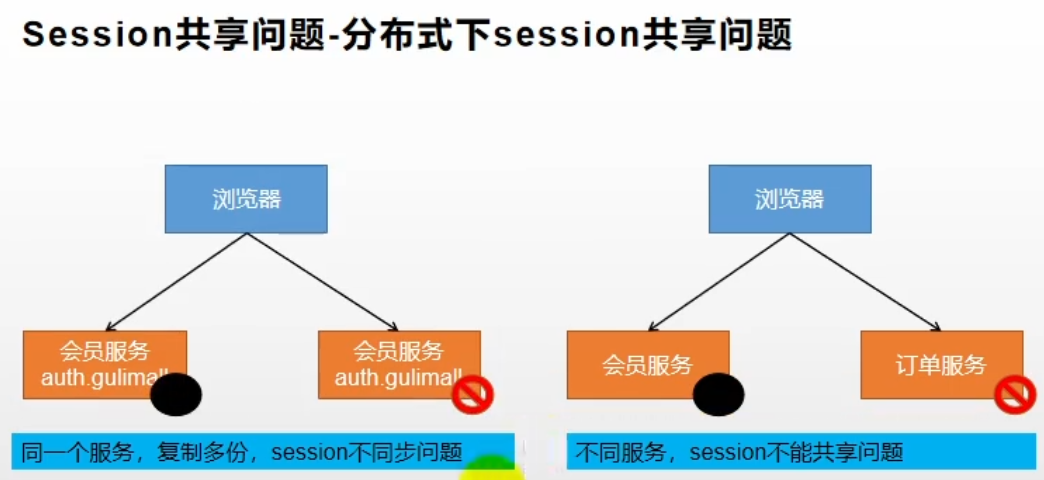 Session共享问题-分布式下session共享问题
浏览器
浏览器
会员服务
auth.gulimall
会员服务
auth.gulimall
会员服务
订单服务
同一个服务，复制多份，session不同步问题
不同服务，session不能共享问题